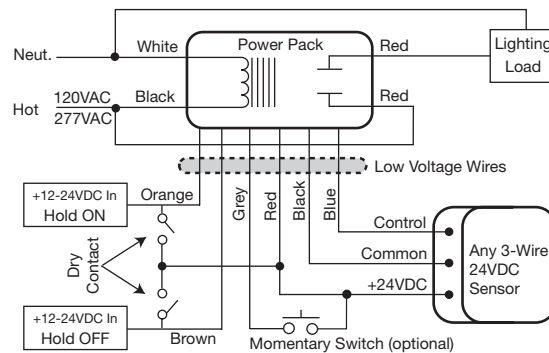 Neut.
White
Power Pack
Red
Lighting
Load
Hot
120VAC
277VAC
Black
Red
Low Voltage Wires
+12-24VDC In
Hold ON
Orange
Grey
Red
Black
Blue
Dry
Contact
Control
Common
+24VDC
Any 3-Wire
24VDC
Sensor
+12-24VDC In
Hold OFF
Brown
Momentary Switch (optional)